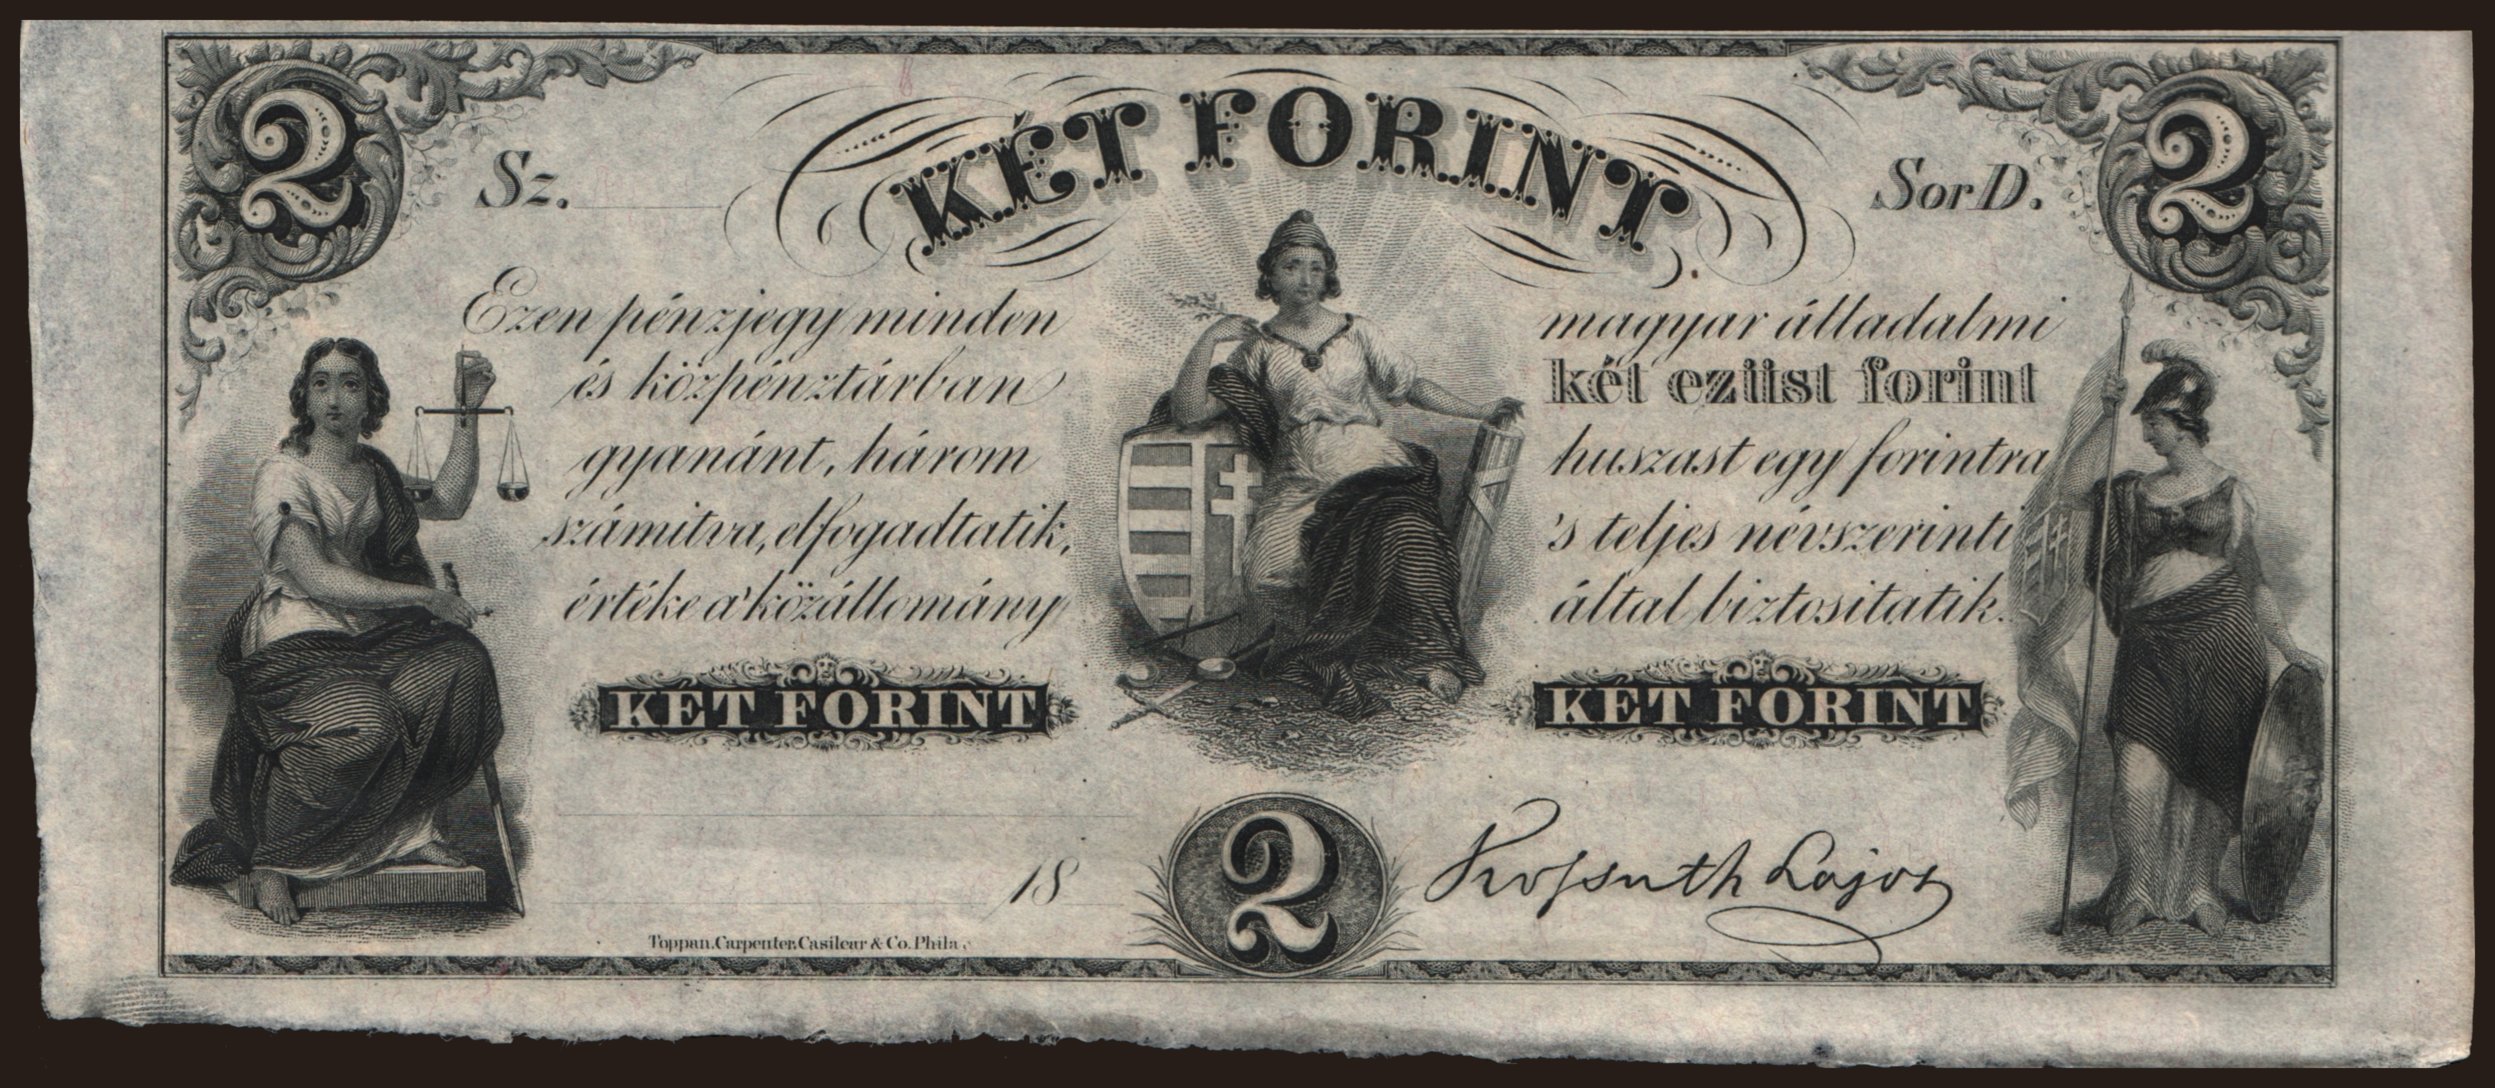 2 KÉT FORINT 2
Sz. Sor D.
Ezen pénzjegy minden magyar álladalmi
és közpénztárban két ezüst forint
gyanánt, három huszast egy forintra
számitva, elfogadtatik, 's teljes névszerinti
értéke a' közállomány által biztositatik.
KÉT FORINT KÉT FORINT
18 2 Kossuth Lajos
Toppan, Carpenter, Casilear & Co. Phila.